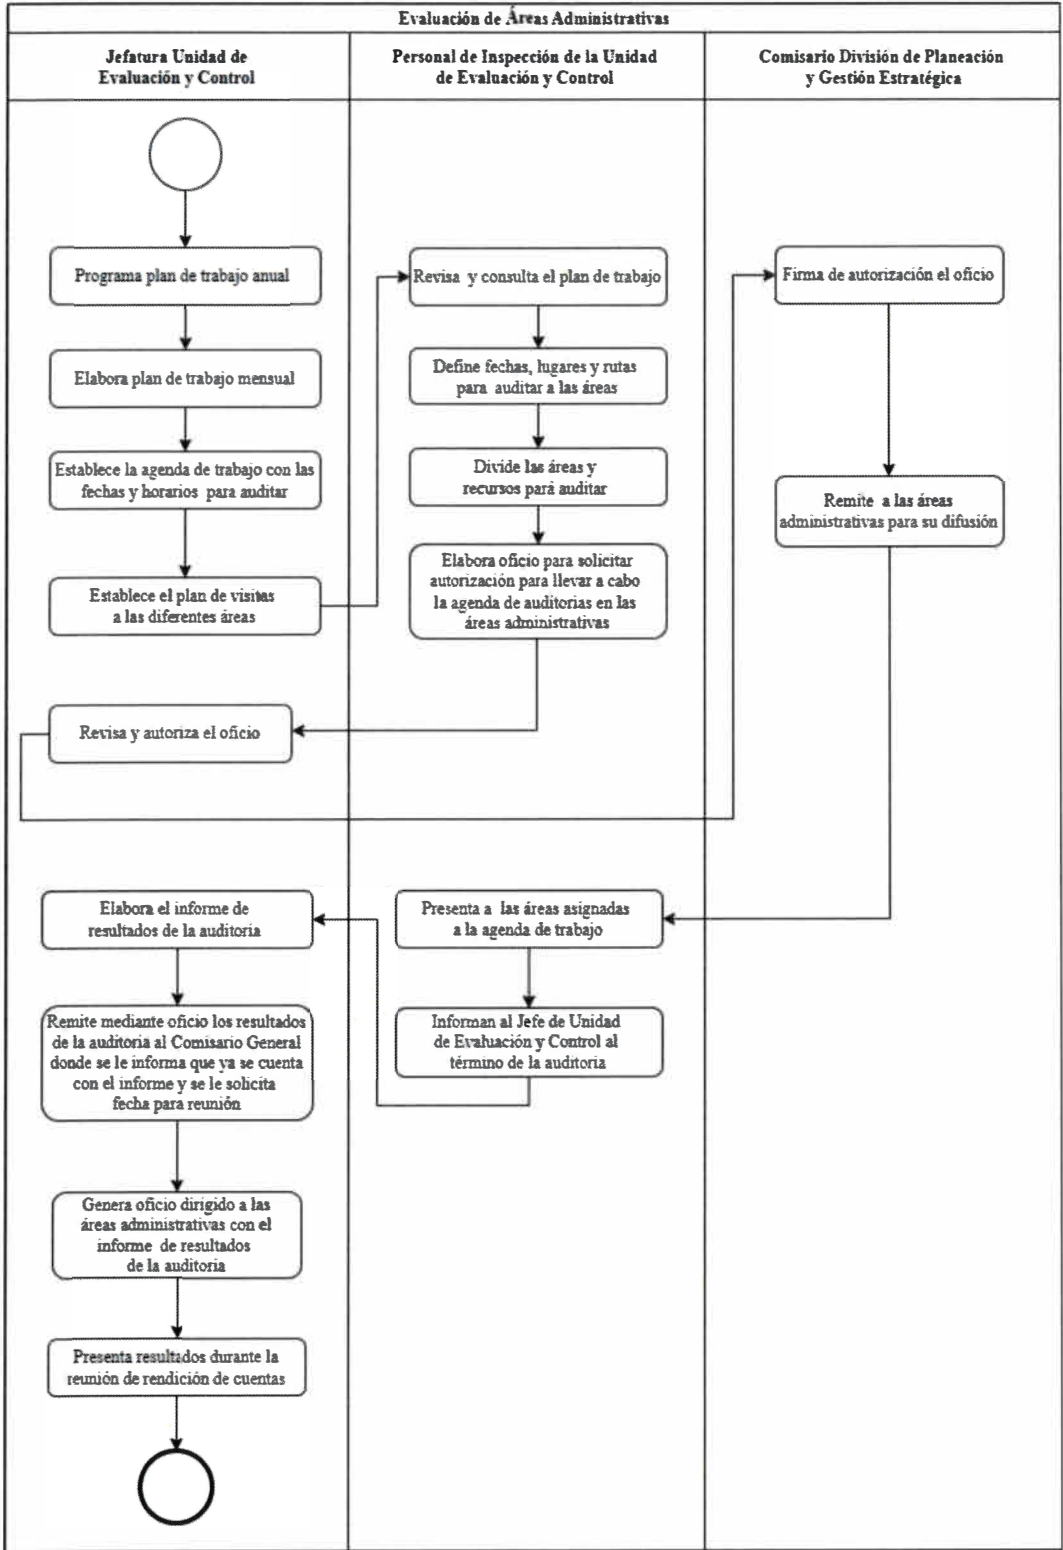 Evaluación de Áreas Administrativas
Jefatura Unidad de
Evaluación y Control
Personal de Inspección de la Unidad
de Evaluación y Control
Comisario División de Planeación
y Gestión Estratégica
Programa plan de trabajo anual
Elabora plan de trabajo mensual
Establece la agenda de trabajo con las
fechas y horarios para auditar
Establece el plan de visitas
a las diferentes áreas
Revisa y consulta el plan de trabajo
Define fechas, lugares y rutas
para auditar a las áreas
Divide las áreas y
recursos para auditar
Elabora oficio para solicitar
autorización para llevar a cabo
la agenda de auditorias en las
áreas administrativas
Revisa y autoriza el oficio
Firma de autorización el oficio
Remite a las áreas
administrativas para su difusión
Presenta a las áreas asignadas
a la agenda de trabajo
Informan al Jefe de Unidad
de Evaluación y Control al
término de la auditoria
Elabora el informe de
resultados de la auditoria
Remite mediante oficio los resultados
de la auditoria al Comisario General
donde se le informa que ya se cuenta
con el informe y se le solicita
fecha para reunión
Genera oficio dirigido a las
áreas administrativas con el
informe de resultados
de la auditoria
Presenta resultados durante la
reunión de rendición de cuentas